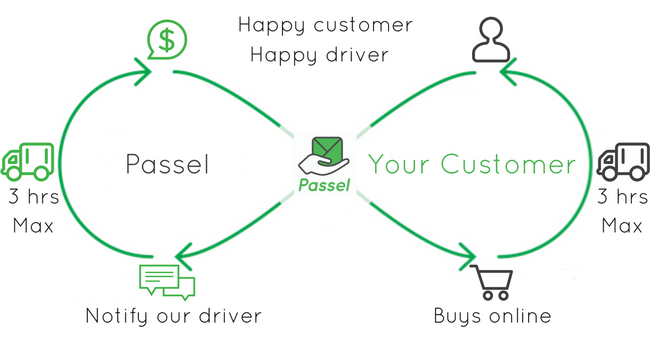 $
Happy customer
Happy driver
Passel
Passel
Your Customer
3 hrs
Max
3 hrs
Max
Notify our driver
Buys online